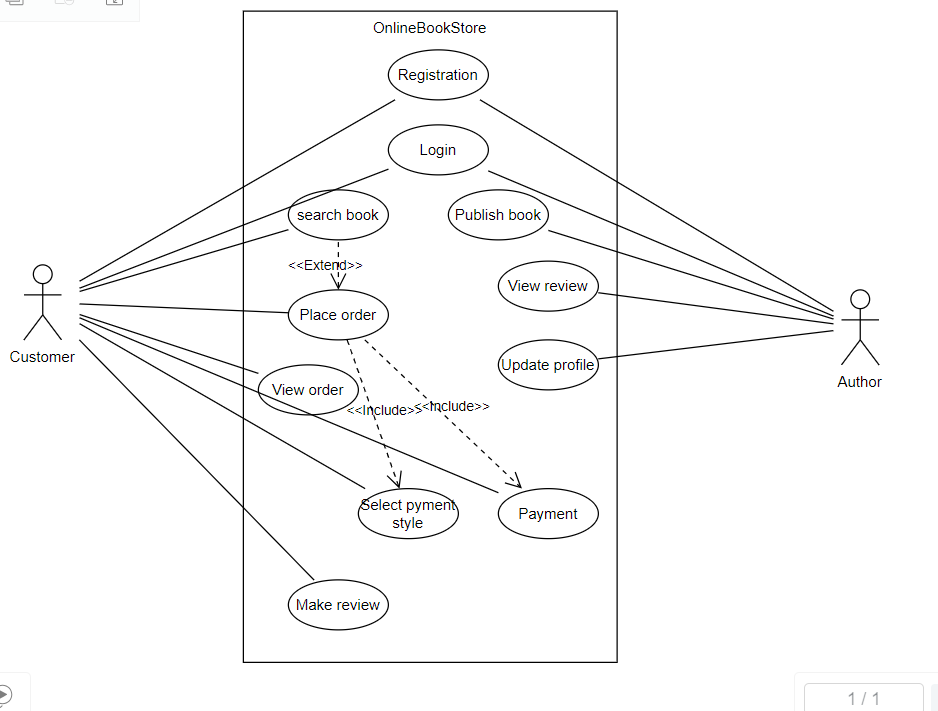 OnlineBookStore
Registration
Login
search book
Publish book
<<Extend>>
View review
Place order
Customer
Update profile
Author
View order
<<Include>>
<<Include>>
Select pyment
style
Payment
Make review
1 / 1